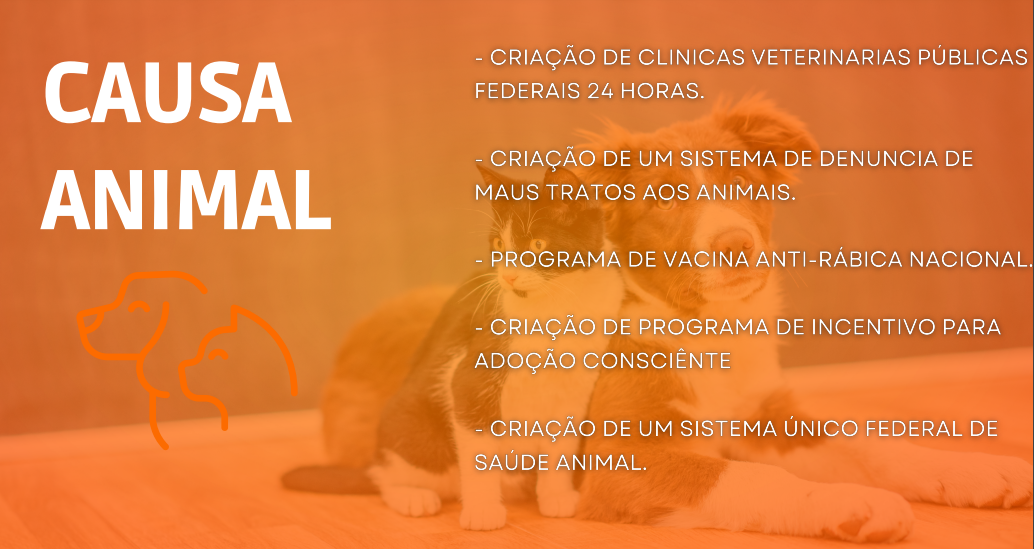 CAUSA
ANIMAL
- CRIAÇÃO DE CLINICAS VETERINARIAS PÚBLICAS
FEDERAIS 24 HORAS.
- CRIAÇÃO DE UM SISTEMA DE DENUNCIA DE
MAUS TRATOS AOS ANIMAIS.
- PROGRAMA DE VACINA ANTI-RÁBICA NACIONAL.
- CRIAÇÃO DE PROGRAMA DE INCENTIVO PARA
ADOÇÃO CONSCIÊNTE
- CRIAÇÃO DE UM SISTEMA ÚNICO FEDERAL DE
SAÚDE ANIMAL.